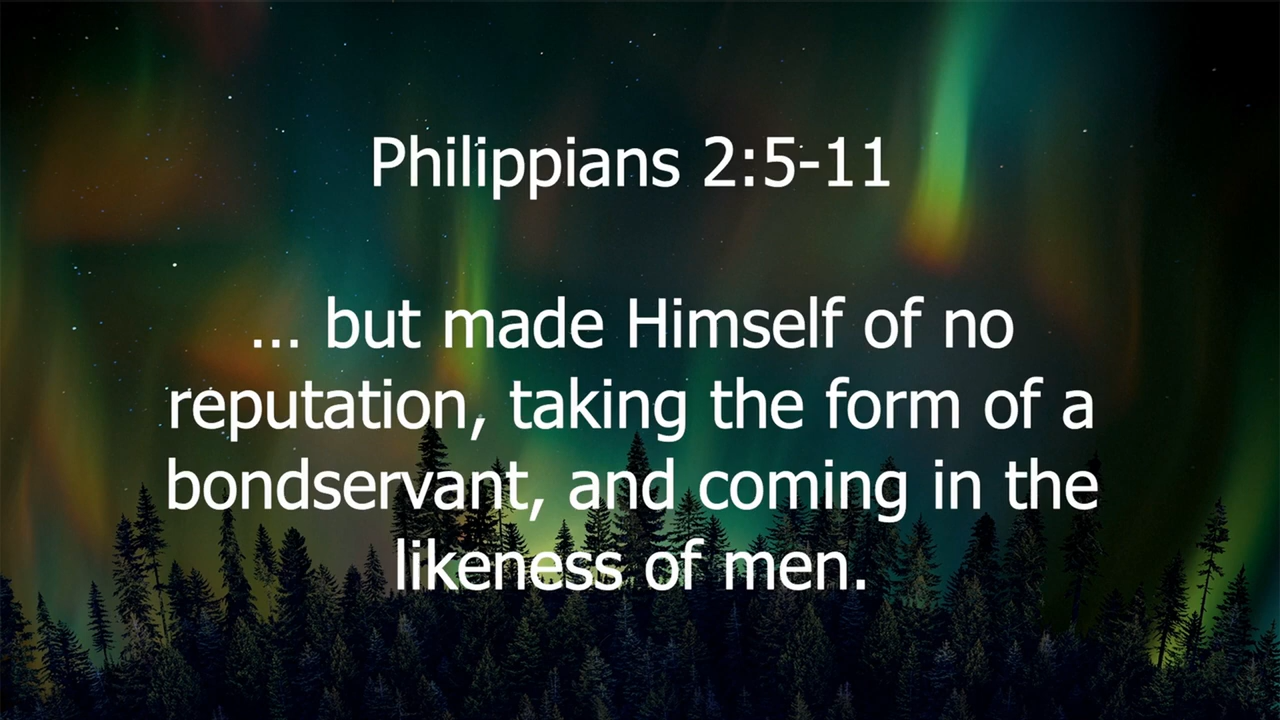 Philippians 2:5-11
... but made Himself of no
reputation, taking the form of a
bondservant, and coming in the
likeness of men.